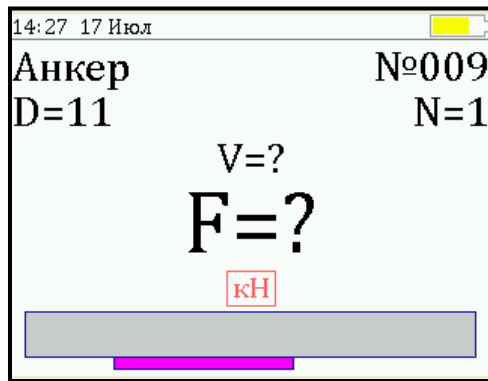 14:27 17 Июл
Анкер №009
D=11 N=1
V=?
F=?
кН